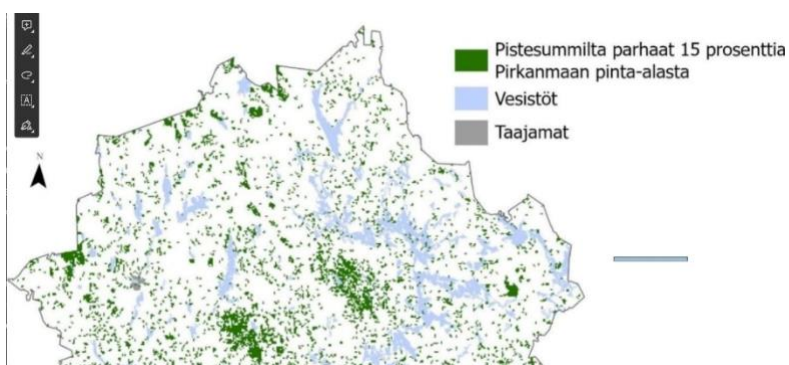 Pistesummilta parhaat 15 prosenttia
Pirkanmaan pinta-alasta
Vesistöt
Taajamat
N